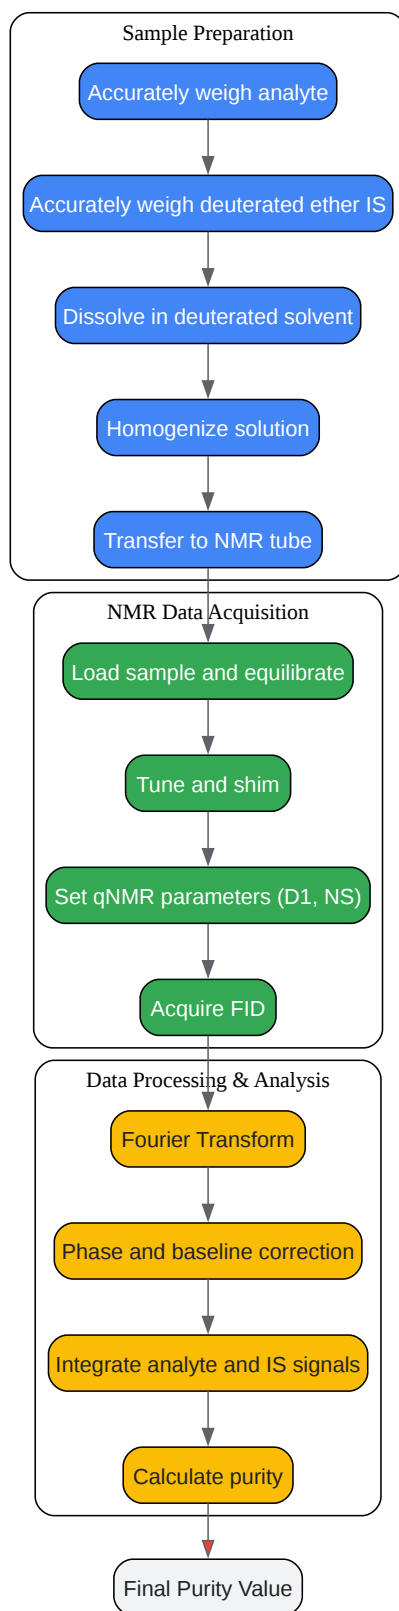 Sample Preparation
Accurately weigh analyte
Accurately weigh deuterated ether IS
Dissolve in deuterated solvent
Homogenize solution
Transfer to NMR tube
NMR Data Acquisition
Load sample and equilibrate
Tune and shim
Set qNMR parameters (D1, NS)
Acquire FID
Data Processing & Analysis
Fourier Transform
Phase and baseline correction
Integrate analyte and IS signals
Calculate purity
Final Purity Value